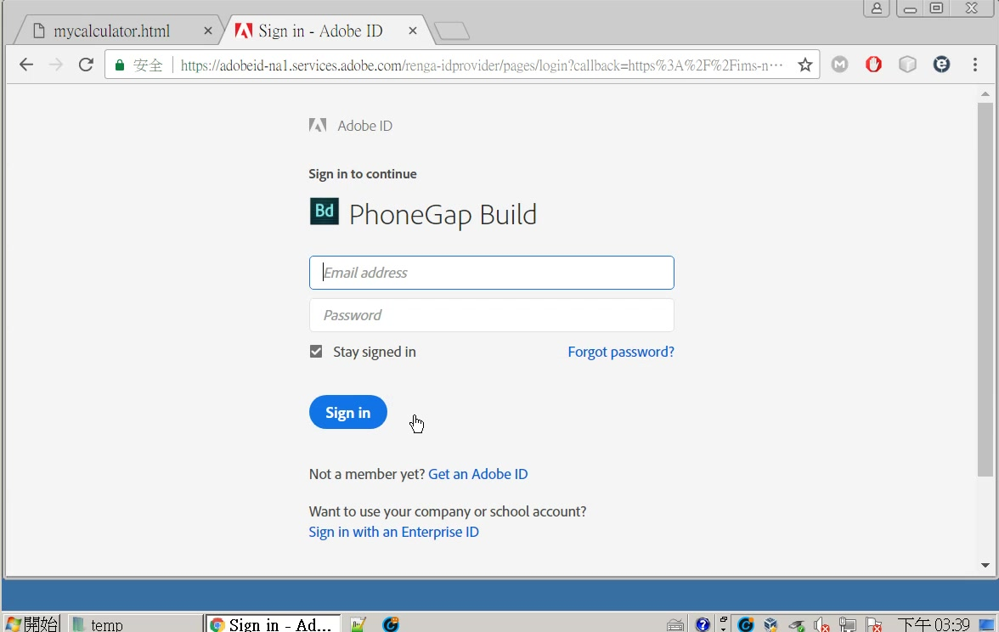 mycalculator.html
Sign in - Adobe ID
安全 https://adobeid-na1.services.adobe.com/renga-idprovider/pages/login?callback=https%3A%2F%2Fims-n···
Adobe ID
Sign in to continue
Bd PhoneGap Build
Email address
Password
Stay signed in Forgot password?
Sign in
Not a member yet? Get an Adobe ID
Want to use your company or school account?
Sign in with an Enterprise ID
開始 temp Sign in - Ad... 下午 03:39